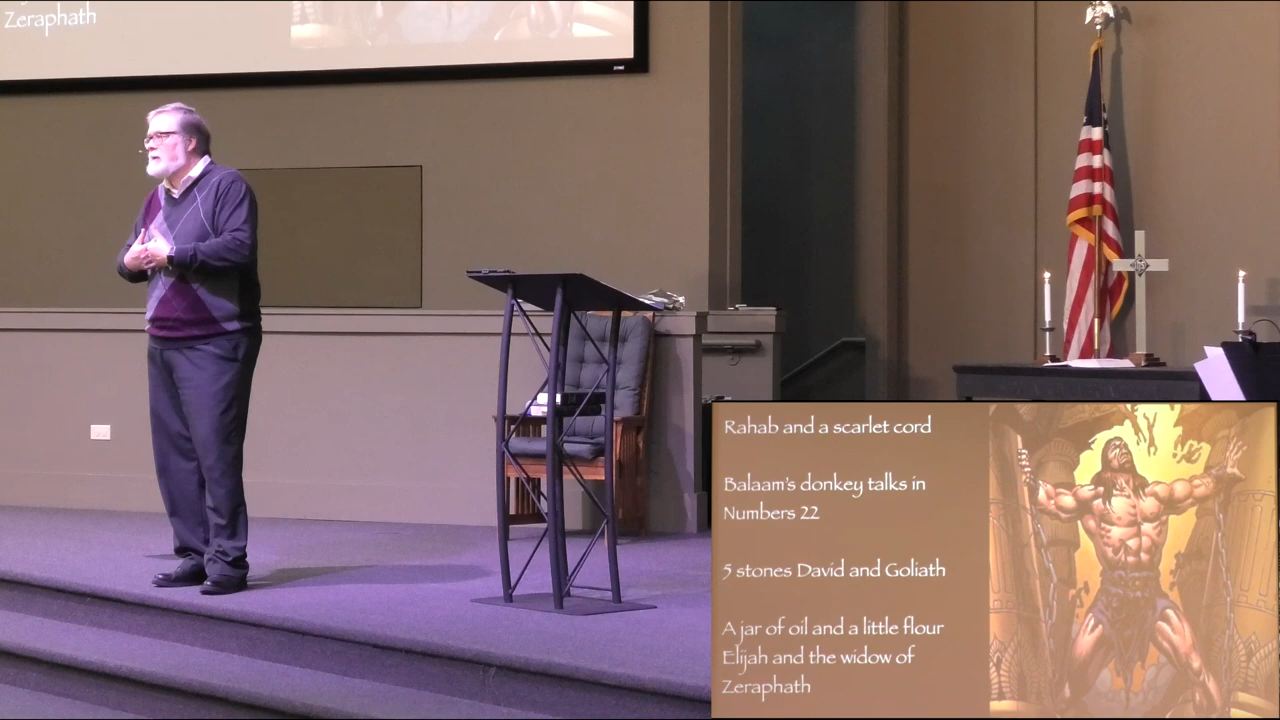 Zeraphath
Rahab and a scarlet cord
Balaam's donkey talks in
Numbers 22
5 stones David and Goliath
A jar of oil and a little flour
Elijah and the widow of
Zeraphath